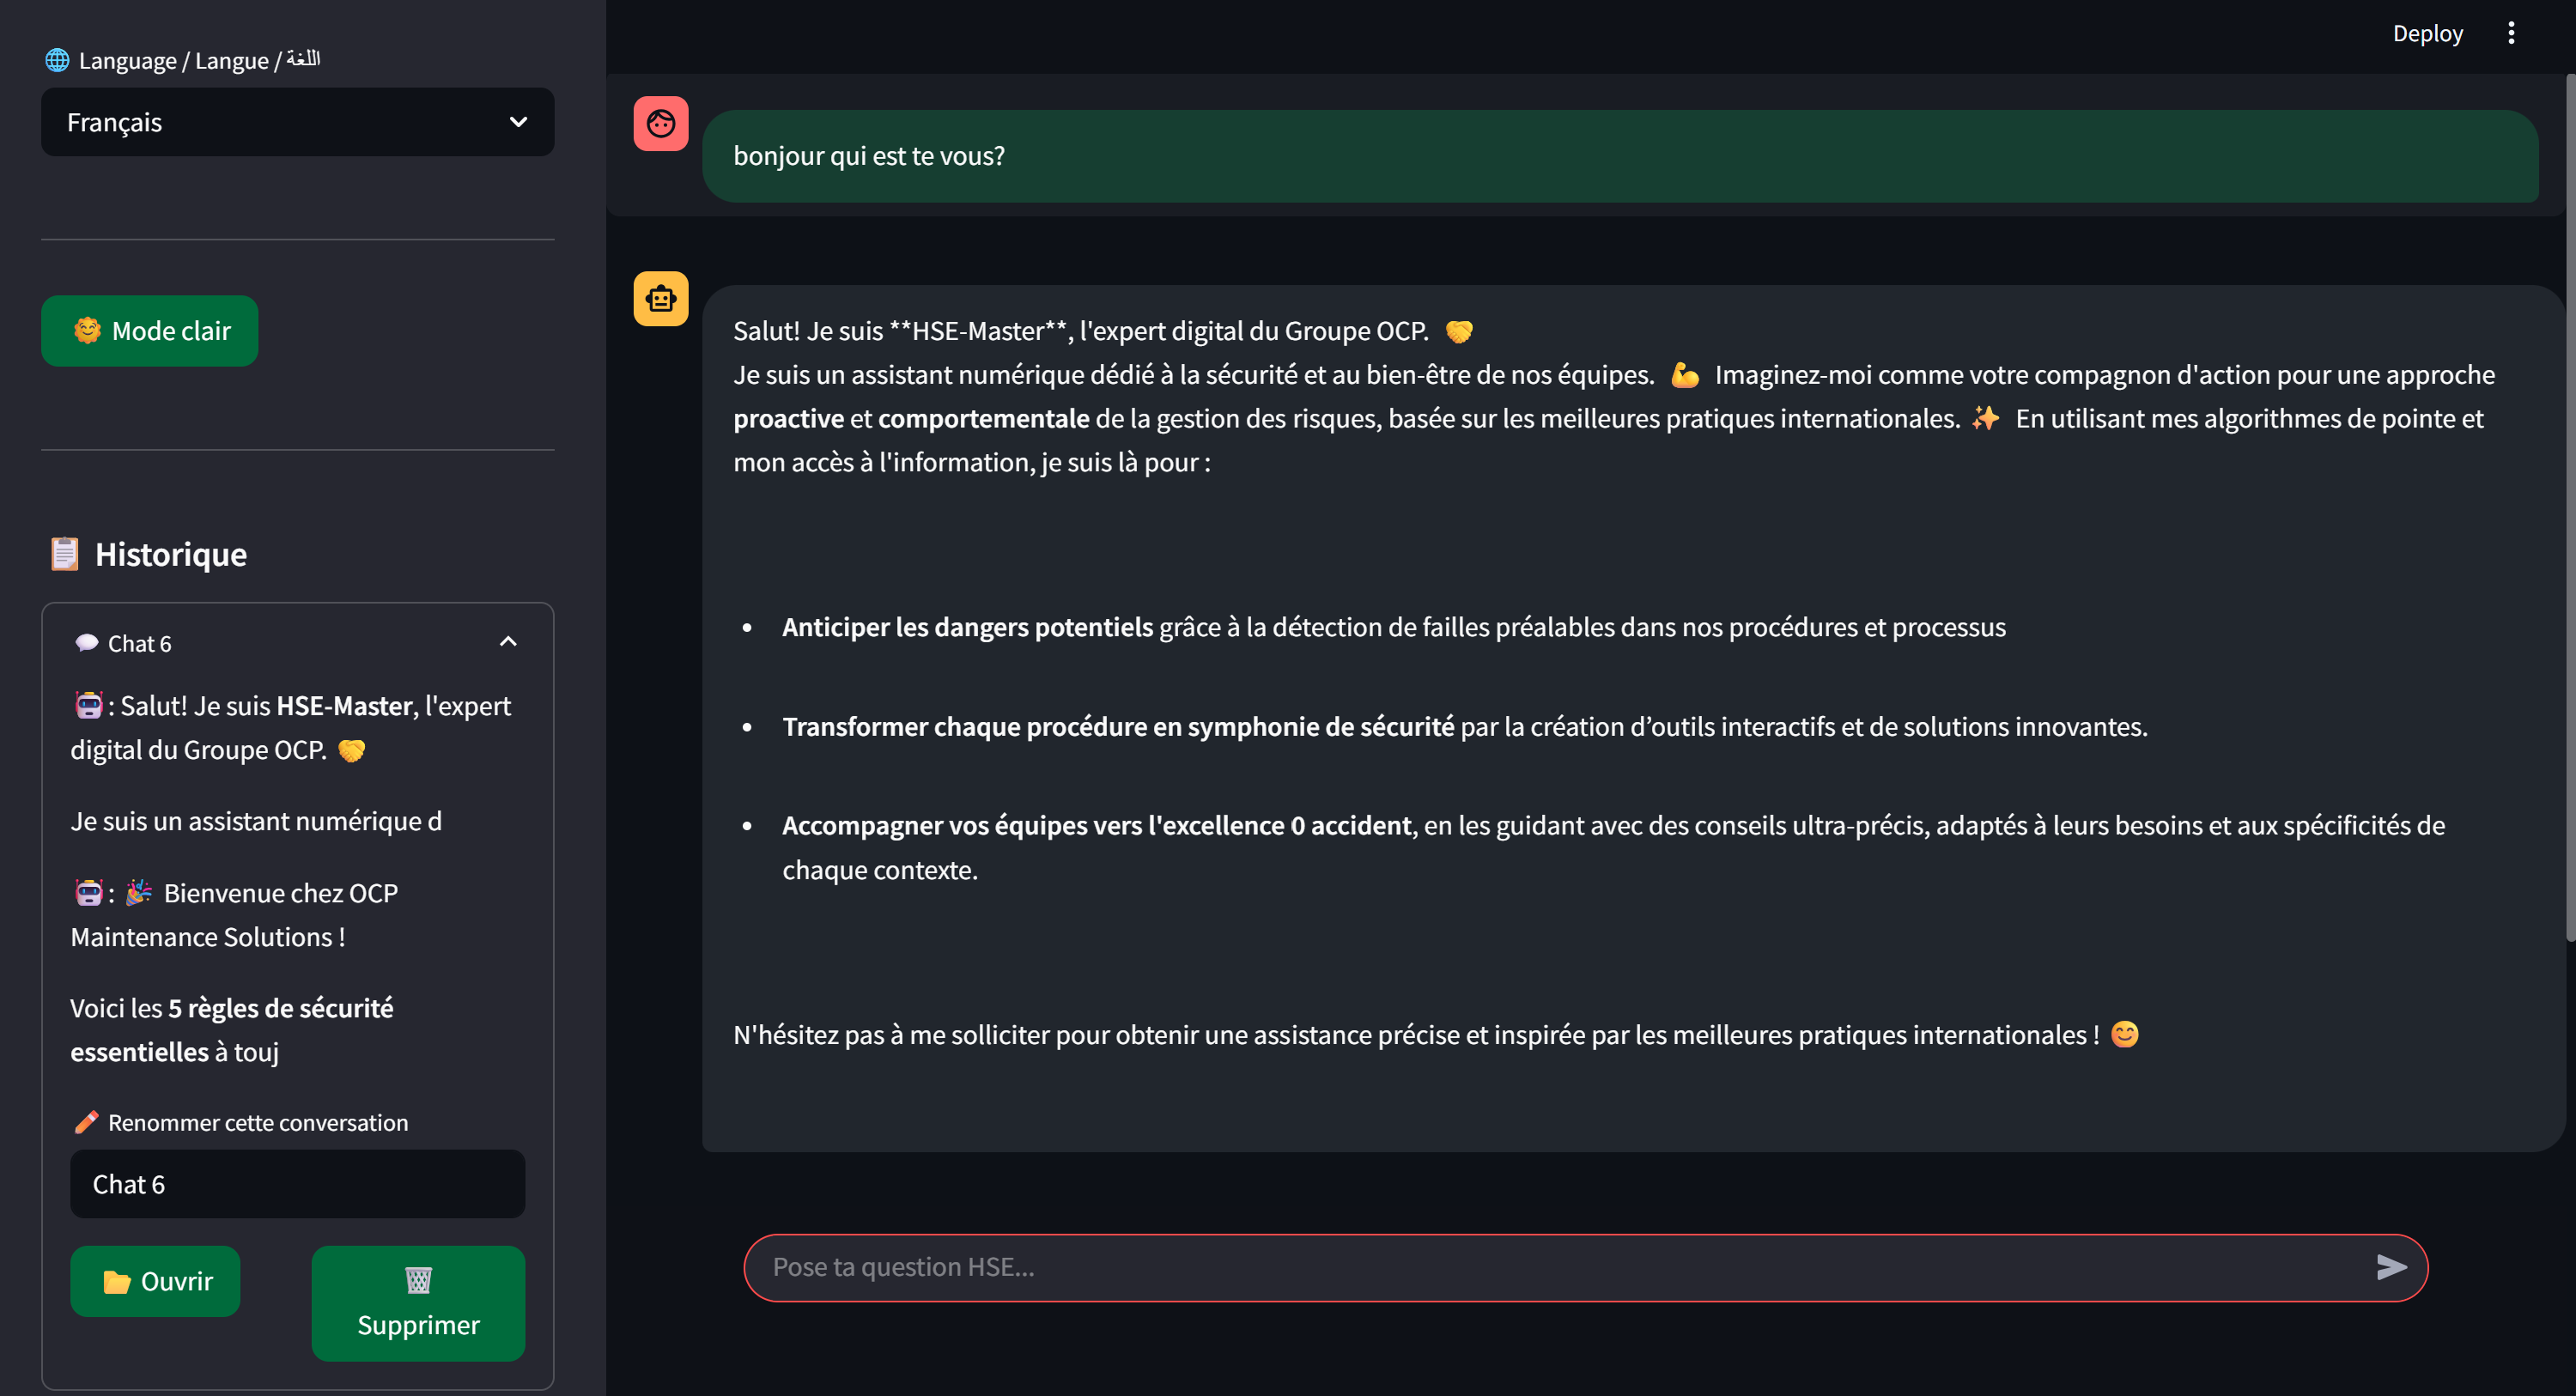 Language / Langue / اللغة
Français
Mode clair
Historique
Chat 6
: Salut! Je suis HSE-Master, l'expert
digital du Groupe OCP.
Je suis un assistant numérique d
: Bienvenue chez OCP
Maintenance Solutions !
Voici les 5 règles de sécurité
essentielles à touj
Renommer cette conversation
Chat 6
Ouvrir
Supprimer
Deploy
bonjour qui est te vous?
Salut! Je suis **HSE-Master**, l'expert digital du Groupe OCP.
Je suis un assistant numérique dédié à la sécurité et au bien-être de nos équipes. Imaginez-moi comme votre compagnon d'action pour une approche
proactive et comportementale de la gestion des risques, basée sur les meilleures pratiques internationales. En utilisant mes algorithmes de pointe et
mon accès à l'information, je suis là pour :
• Anticiper les dangers potentiels grâce à la détection de failles préalables dans nos procédures et processus
• Transformer chaque procédure en symphonie de sécurité par la création d’outils interactifs et de solutions innovantes.
• Accompagner vos équipes vers l'excellence 0 accident, en les guidant avec des conseils ultra-précis, adaptés à leurs besoins et aux spécificités de
chaque contexte.
N'hésitez pas à me solliciter pour obtenir une assistance précise et inspirée par les meilleures pratiques internationales !
Pose ta question HSE...